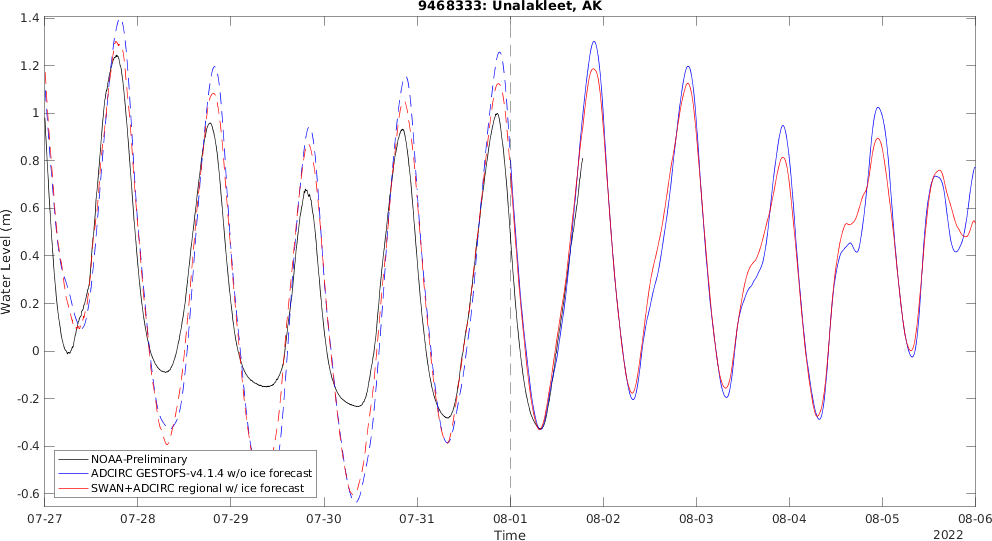 9468333: Unalakleet, AK
1.4
1.2
1
0.8
0.6
0.4
0.2
0
-0.2
-0.4
-0.6
Water Level (m)
NOAA-Preliminary
ADCIRC GESTOFS-v4.1.4 w/o ice forecast
SWAN+ADCIRC regional w/ ice forecast
07-27 07-28 07-29 07-30 07-31 08-01 08-02 08-03 08-04 08-05 08-06
Time
2022